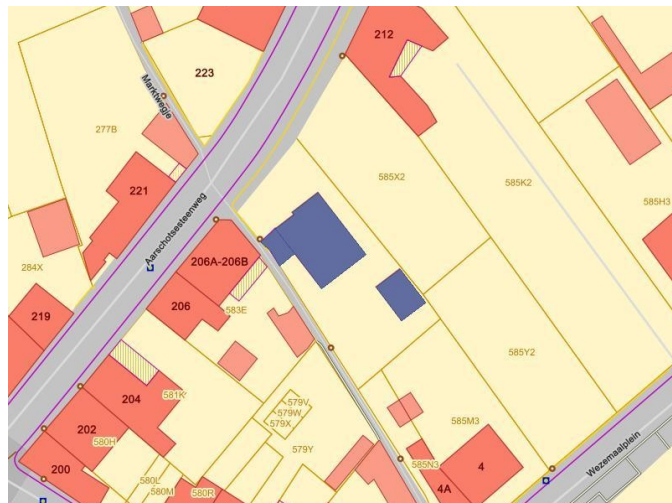 212
223
Marktwegje
277B
585X2
585K2
585H3
221
Aarschotsesteenweg
284X
206A-206B
206
583E
219
585Y2
204
581K
579V
579W
579X
202
580H
579Y
585M3
200
580L
580M
580R
585N3
4A
4
Wezemaalplein